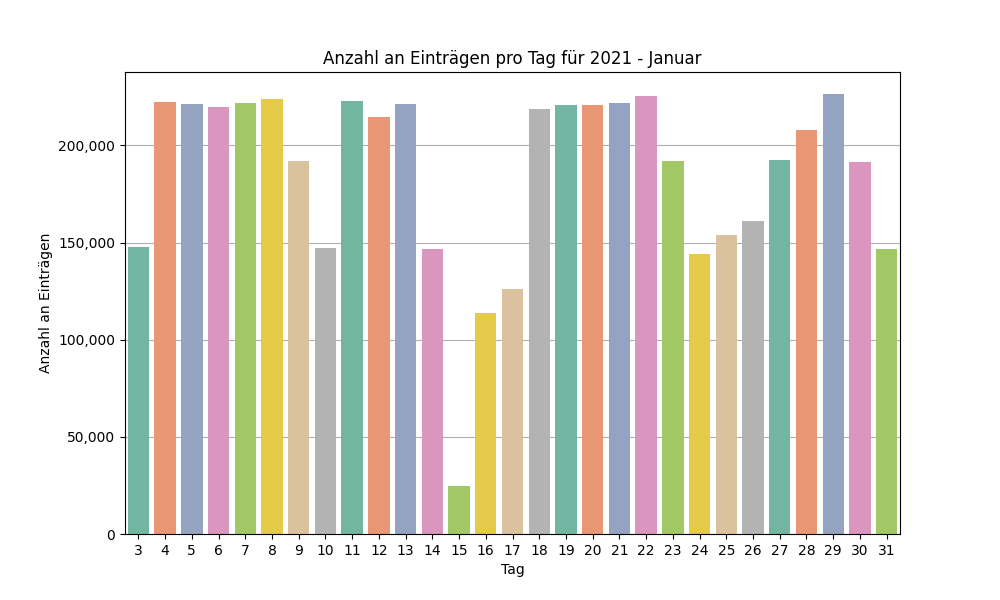 Anzahl an Einträgen pro Tag für 2021 - Januar
Anzahl an Einträgen
200,000
150,000
100,000
50,000
0
3 4 5 6 7 8 9 10 11 12 13 14 15 16 17 18 19 20 21 22 23 24 25 26 27 28 29 30 31
Tag